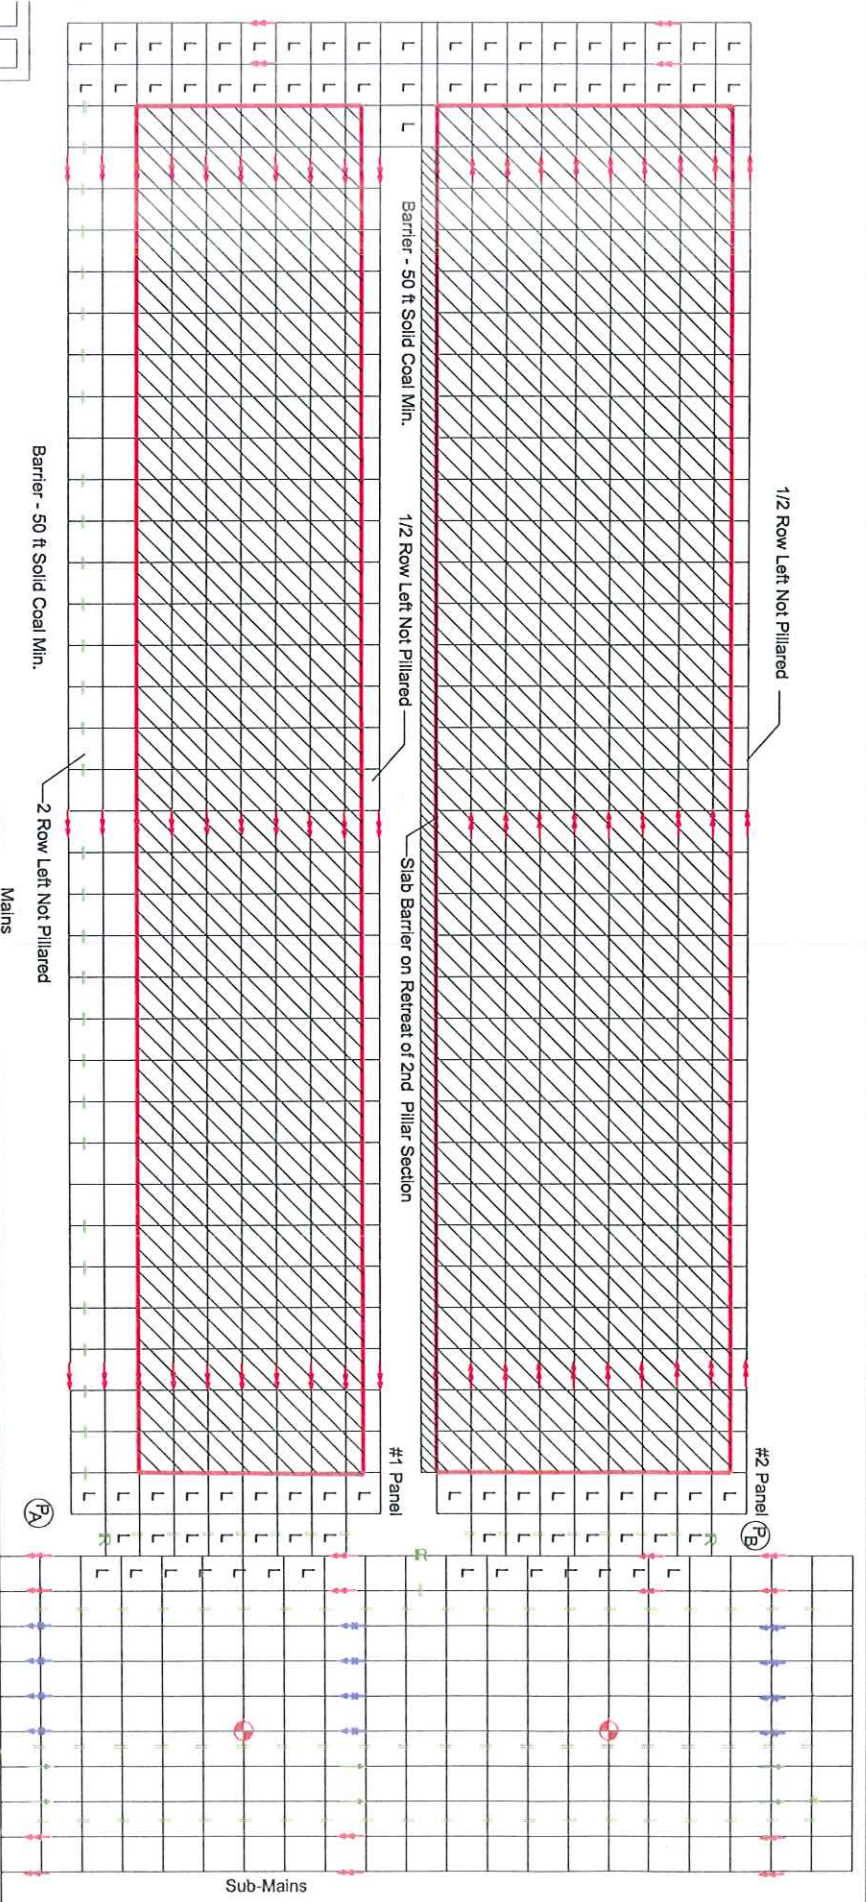 1/2 Row Left Not Pillared
#2 Panel
P B
Barrier - 50 ft Solid Coal Min.
1/2 Row Left Not Pillared
Slab Barrier on Retreat of 2nd Pillar Section
#1 Panel
Barrier - 50 ft Solid Coal Min.
2 Row Left Not Pillared
P A
Mains
Sub-Mains
L L L L L L L L L L L L L L L L L L
L L L L L L L L L L L L L L L L L L
L
L L L L L L L L L L L L L L L L L
R L L L L L L L L L L L L L L R
R
L L L L L L L L L L L L L L